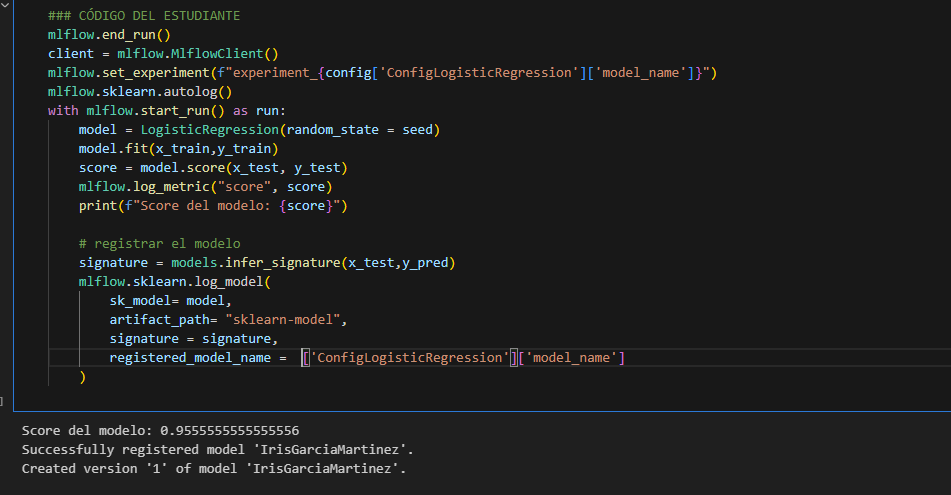 ### CÓDIGO DEL ESTUDIANTE
mlflow.end_run()
client = mlflow.MlflowClient()
mlflow.set_experiment(f"experiment_{config['ConfigLogisticRegression']['model_name']}")
mlflow.sklearn.autolog()
with mlflow.start_run() as run:
    model = LogisticRegression(random_state = seed)
    model.fit(x_train,y_train)
    score = model.score(x_test, y_test)
    mlflow.log_metric("score", score)
    print(f"Score del modelo: {score}")

    # registrar el modelo
    signature = models.infer_signature(x_test,y_pred)
    mlflow.sklearn.log_model(
        sk_model= model,
        artifact_path= "sklearn-model",
        signature = signature,
        registered_model_name =  ['ConfigLogisticRegression']['model_name']
    )
]
Score del modelo: 0.9555555555555556
Successfully registered model 'IrisGarciaMartinez'.
Created version '1' of model 'IrisGarciaMartinez'.